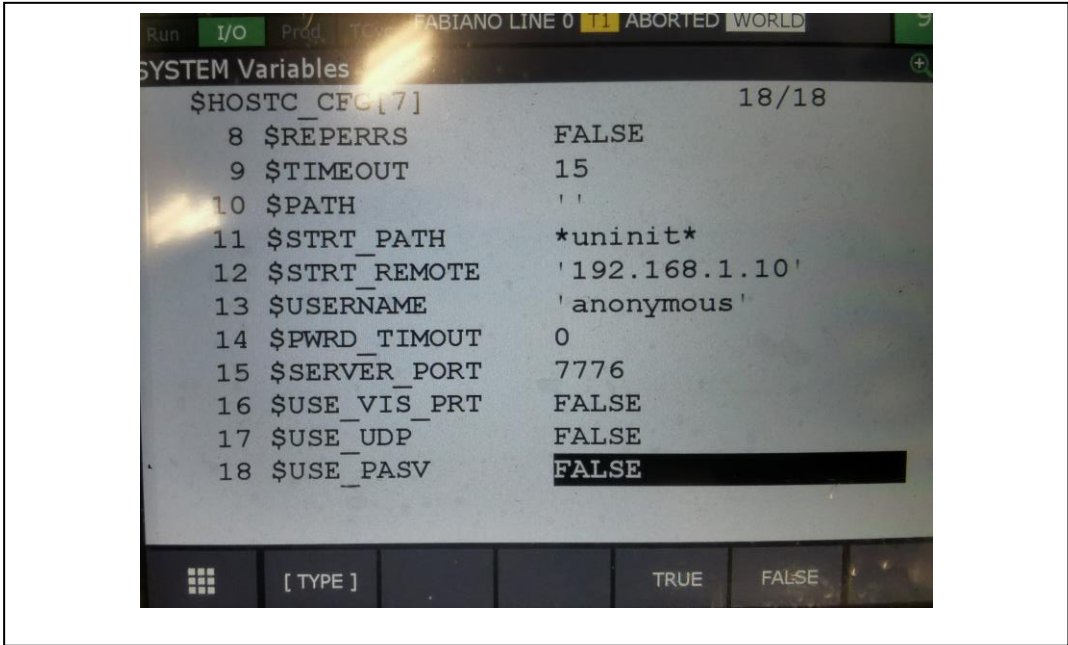 Run I/O Prod TCyc FABIANO LINE 0 T1 ABORTED WORLD 9
SYSTEM Variables
$HOSTC_CFG[7] 18/18
8 $REPERRS FALSE
9 $TIMEOUT 15
10 $PATH ''
11 $STRT_PATH *uninit*
12 $STRT_REMOTE '192.168.1.10'
13 $USERNAME 'anonymous'
14 $PWRD_TIMOUT 0
15 $SERVER_PORT 7776
16 $USE_VIS_PRT FALSE
17 $USE_UDP FALSE
18 $USE_PASV FALSE
[ TYPE ] TRUE FALSE